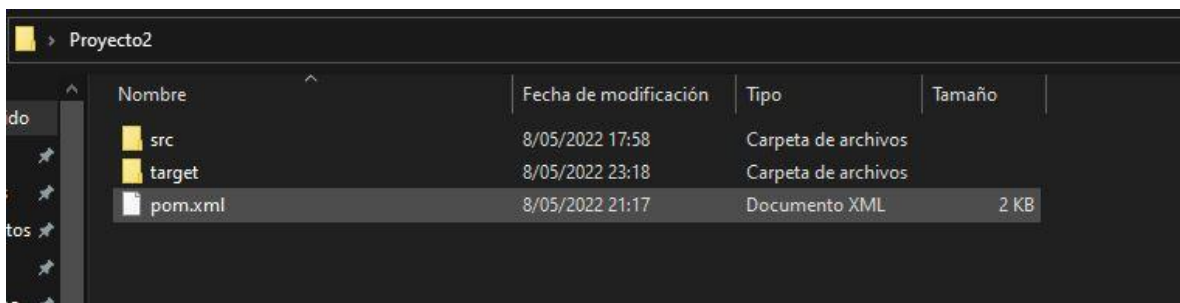 Proyecto2
Nombre Fecha de modificación Tipo Tamaño
do
src 8/05/2022 17:58 Carpeta de archivos
target 8/05/2022 23:18 Carpeta de archivos
pom.xml 8/05/2022 21:17 Documento XML 2 KB
tos